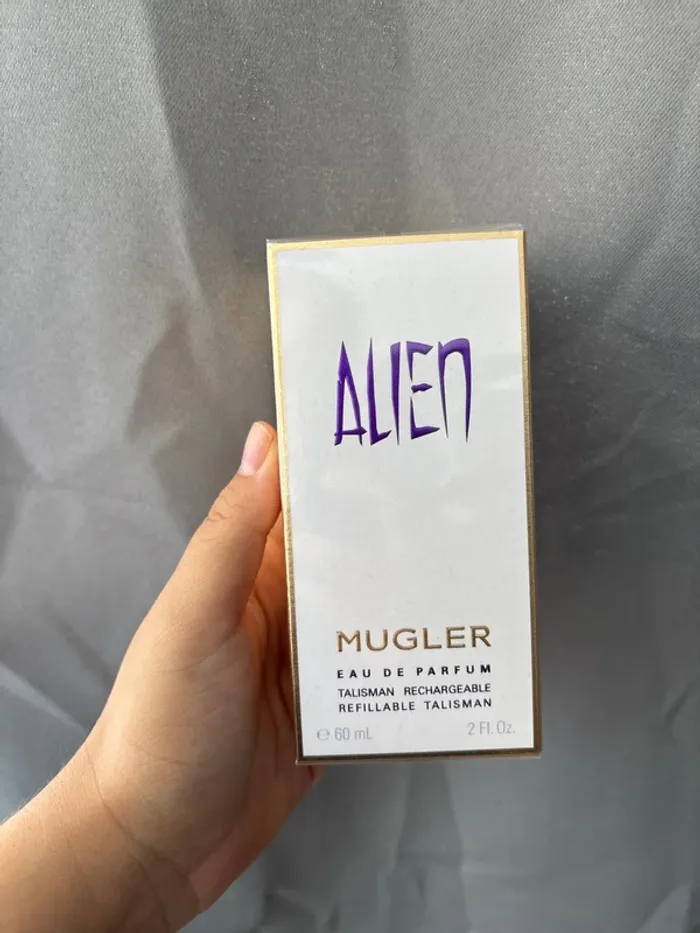 ALIEN
MUGLER
EAU DE PARFUM
TALISMAN RECHARGEABLE
REFILLABLE TALISMAN
℮ 60 mL 2 Fl. Oz.